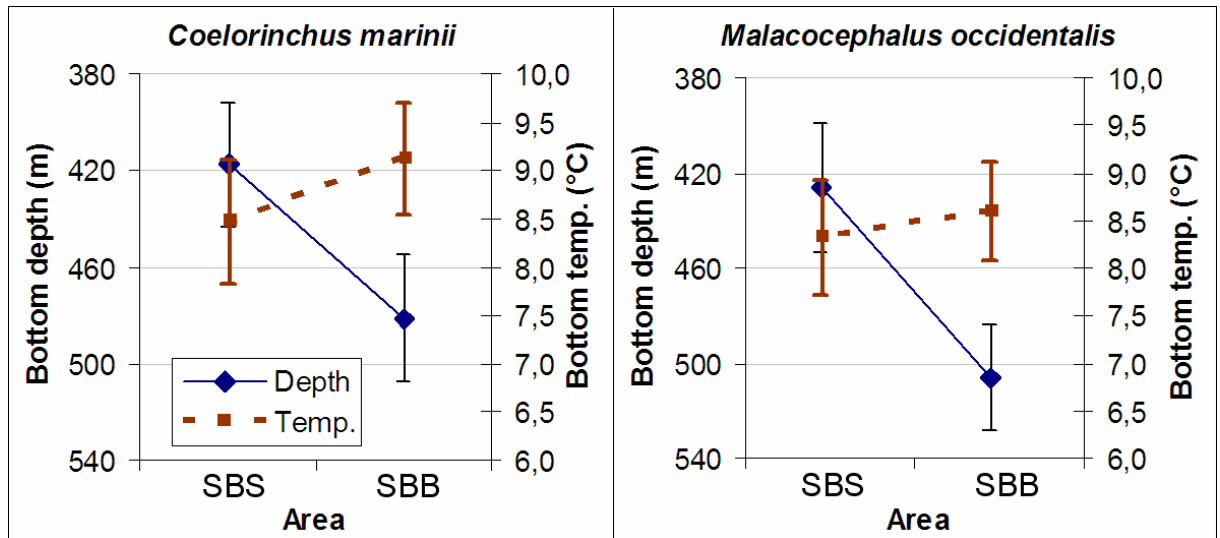 Coelorinchus marinii
Bottom depth (m)
380
420
460
500
540
10,0
9,5
9,0
8,5
8,0
7,5
7,0
6,5
6,0
Bottom temp. (°C)
Depth
Temp.
SBS SBB
Area
Malacocephalus occidentalis
Bottom depth (m)
380
420
460
500
540
10,0
9,5
9,0
8,5
8,0
7,5
7,0
6,5
6,0
Bottom temp. (°C)
SBS SBB
Area